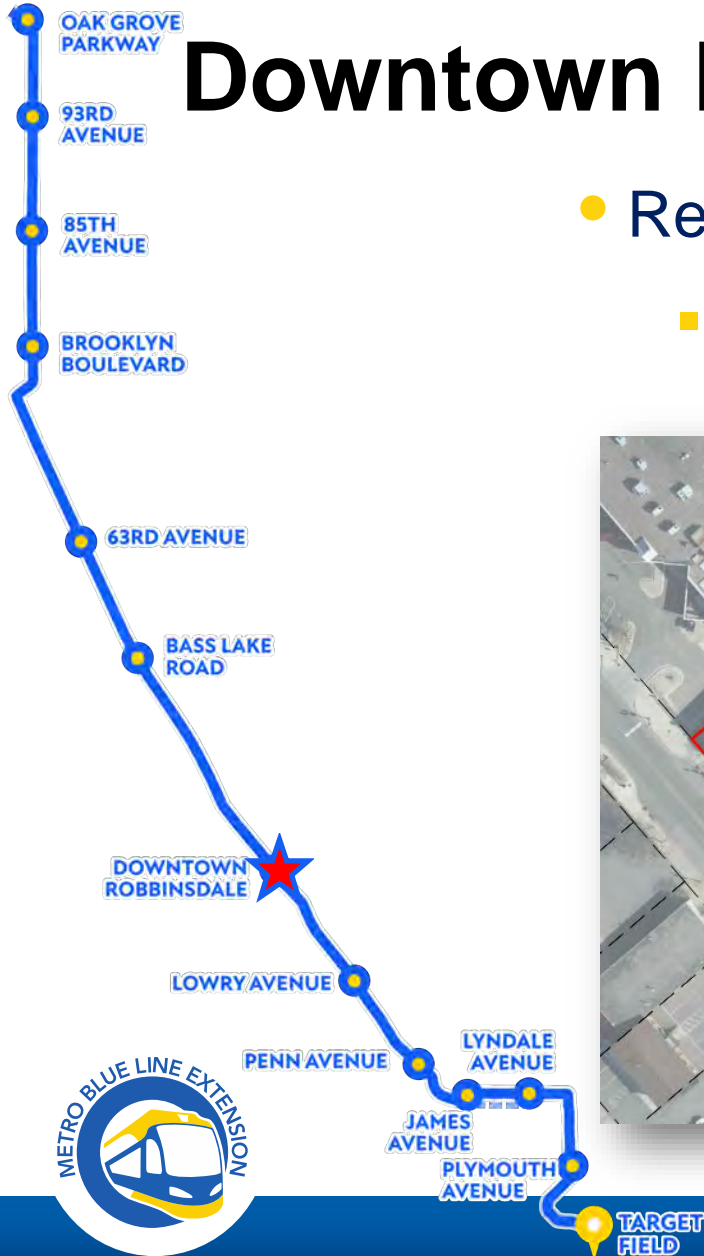 OAK GROVE
PARKWAY
Downtown
93RD
AVENUE
Re
85TH
AVENUE
BROOKLYN
BOULEVARD
63RD AVENUE
BASS LAKE
ROAD
DOWNTOWN
ROBBINSDALE
LOWRY AVENUE
PENN AVENUE
LYNDALE
AVENUE
JAMES
AVENUE
PLYMOUTH
AVENUE
TARGET
FIELD
METRO BLUE LINE EXTENSION